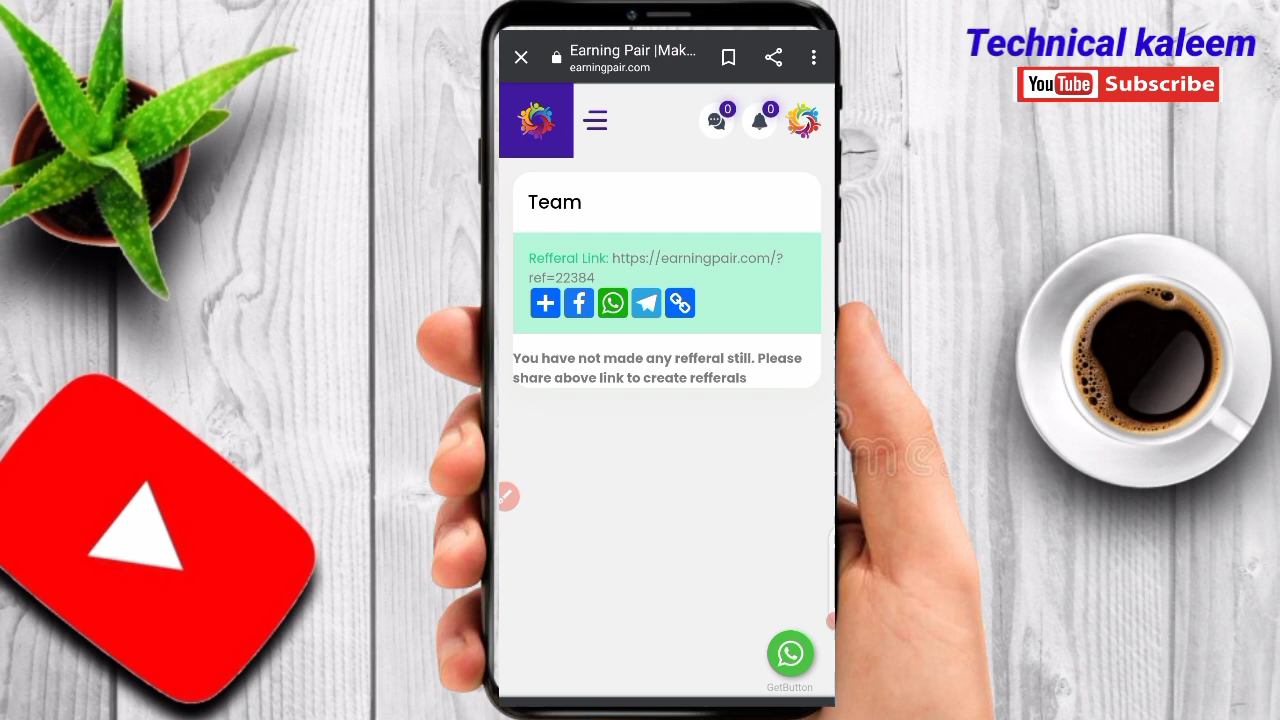 Technical kaleem
YouTube Subscribe
Earning Pair |Mak...
earningpair.com
0
0
Team
Refferal Link: https://earningpair.com/?
ref=22384
You have not made any refferal still. Please
share above link to create refferals
me.
GetButton